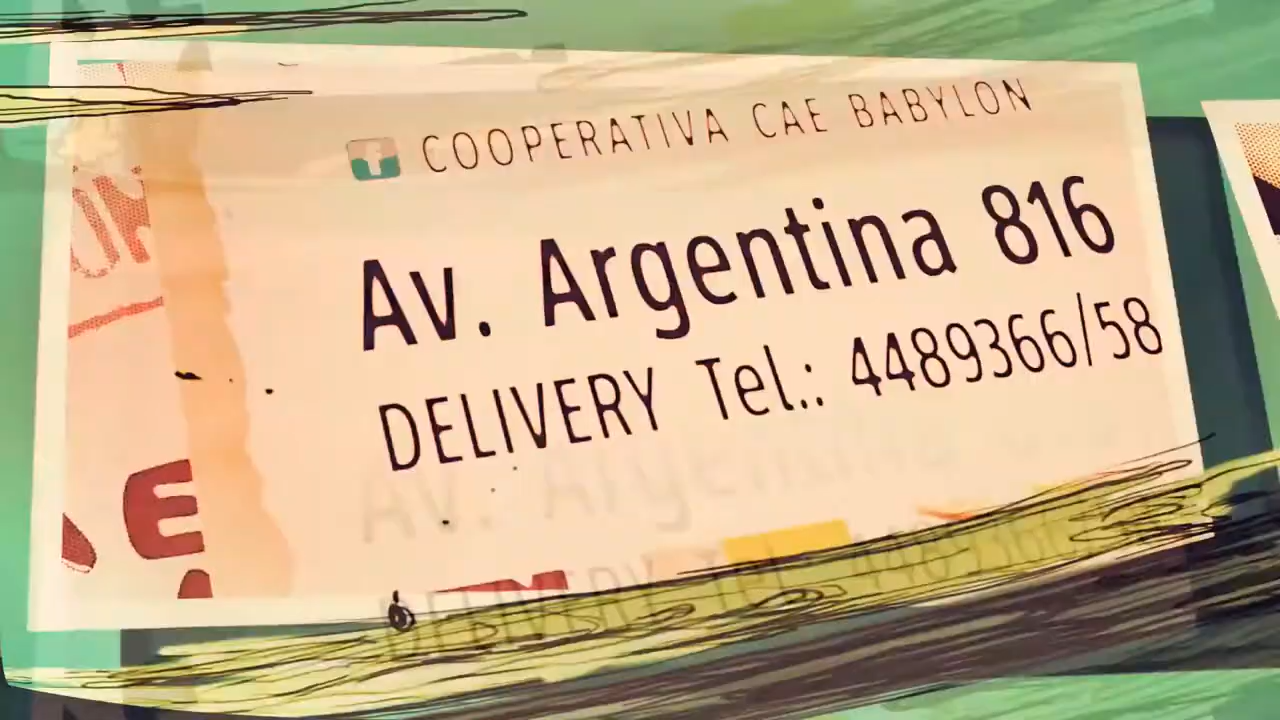 COOPERATIVA CAE BABYLON
Av. Argentina 816
DELIVERY Tel.: 4489366/58